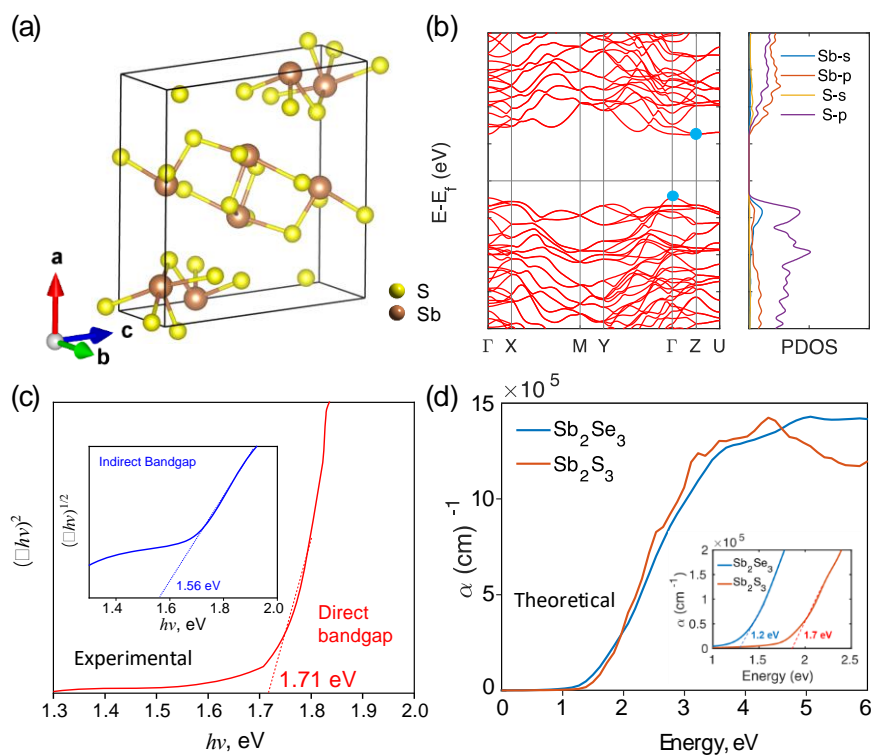 (a)
a
c
b
S
Sb
(b)
E-E_f (eV)
Γ X M Y Γ Z U
Sb-s
Sb-p
S-s
S-p
PDOS
(c)
(□hν)²
Indirect Bandgap
(□hν)^1/2
1.56 eV
1.4 1.6 1.8 2.0
hν, eV
Direct
bandgap
Experimental
1.71 eV
1.3 1.4 1.5 1.6 1.7 1.8 1.9 2.0
hν, eV
(d)
×10⁵
15
10
5
0
α (cm) ⁻¹
Sb₂Se₃
Sb₂S₃
Theoretical
×10⁵
2
1.5
1
0.5
0
α (cm⁻¹)
Sb₂Se₃
Sb₂S₃
1.2 eV
1.7 eV
1 1.5 2 2.5
Energy (ev)
0 1 2 3 4 5 6
Energy, eV